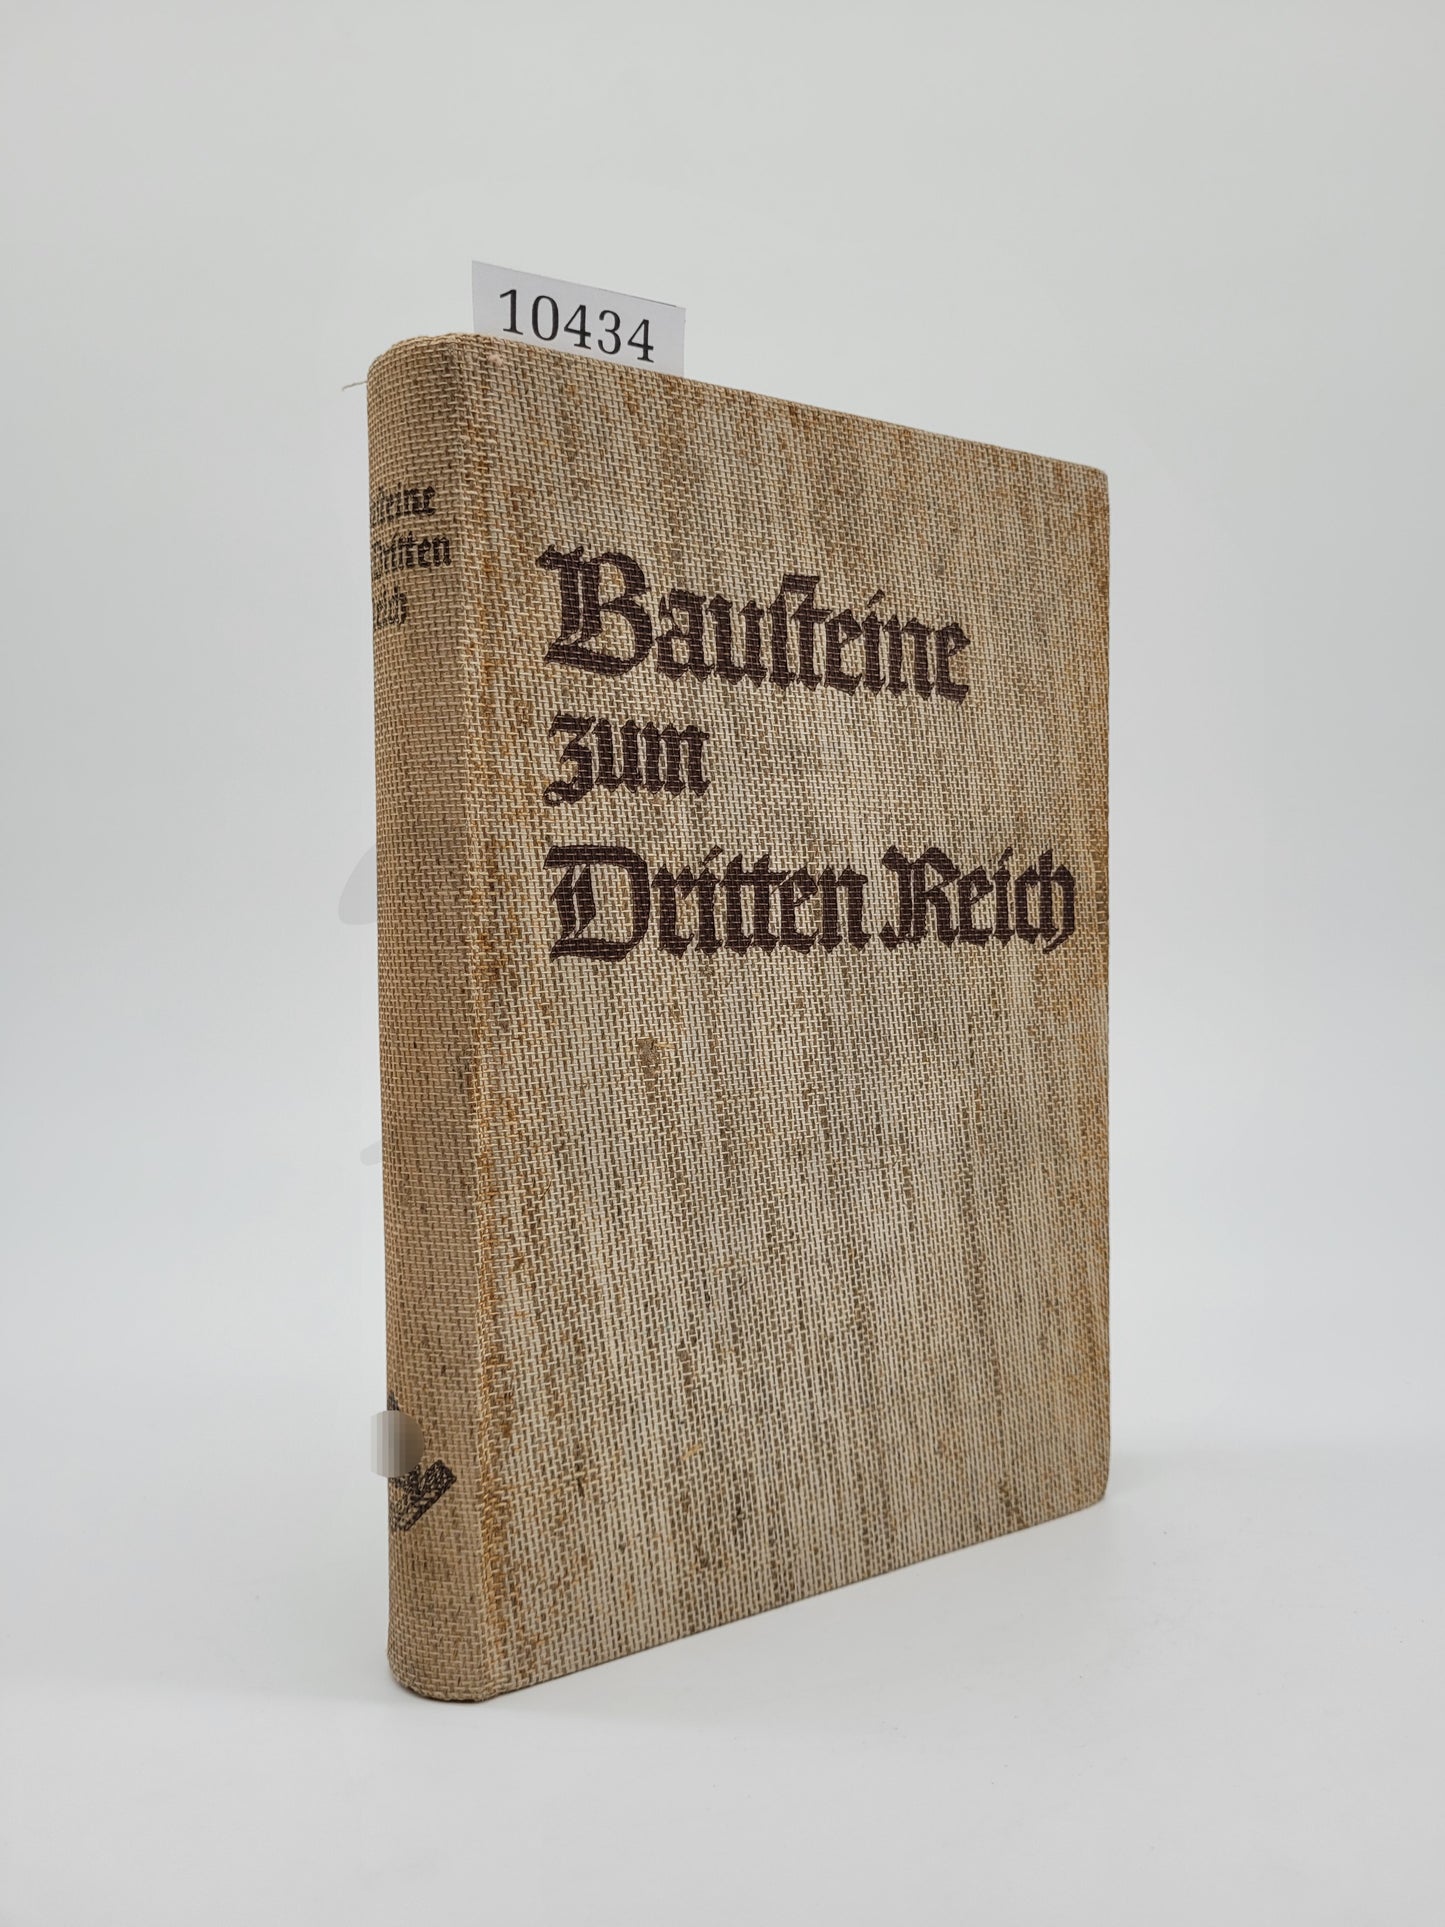 10434
Bausteine
zum
Dritten Reich